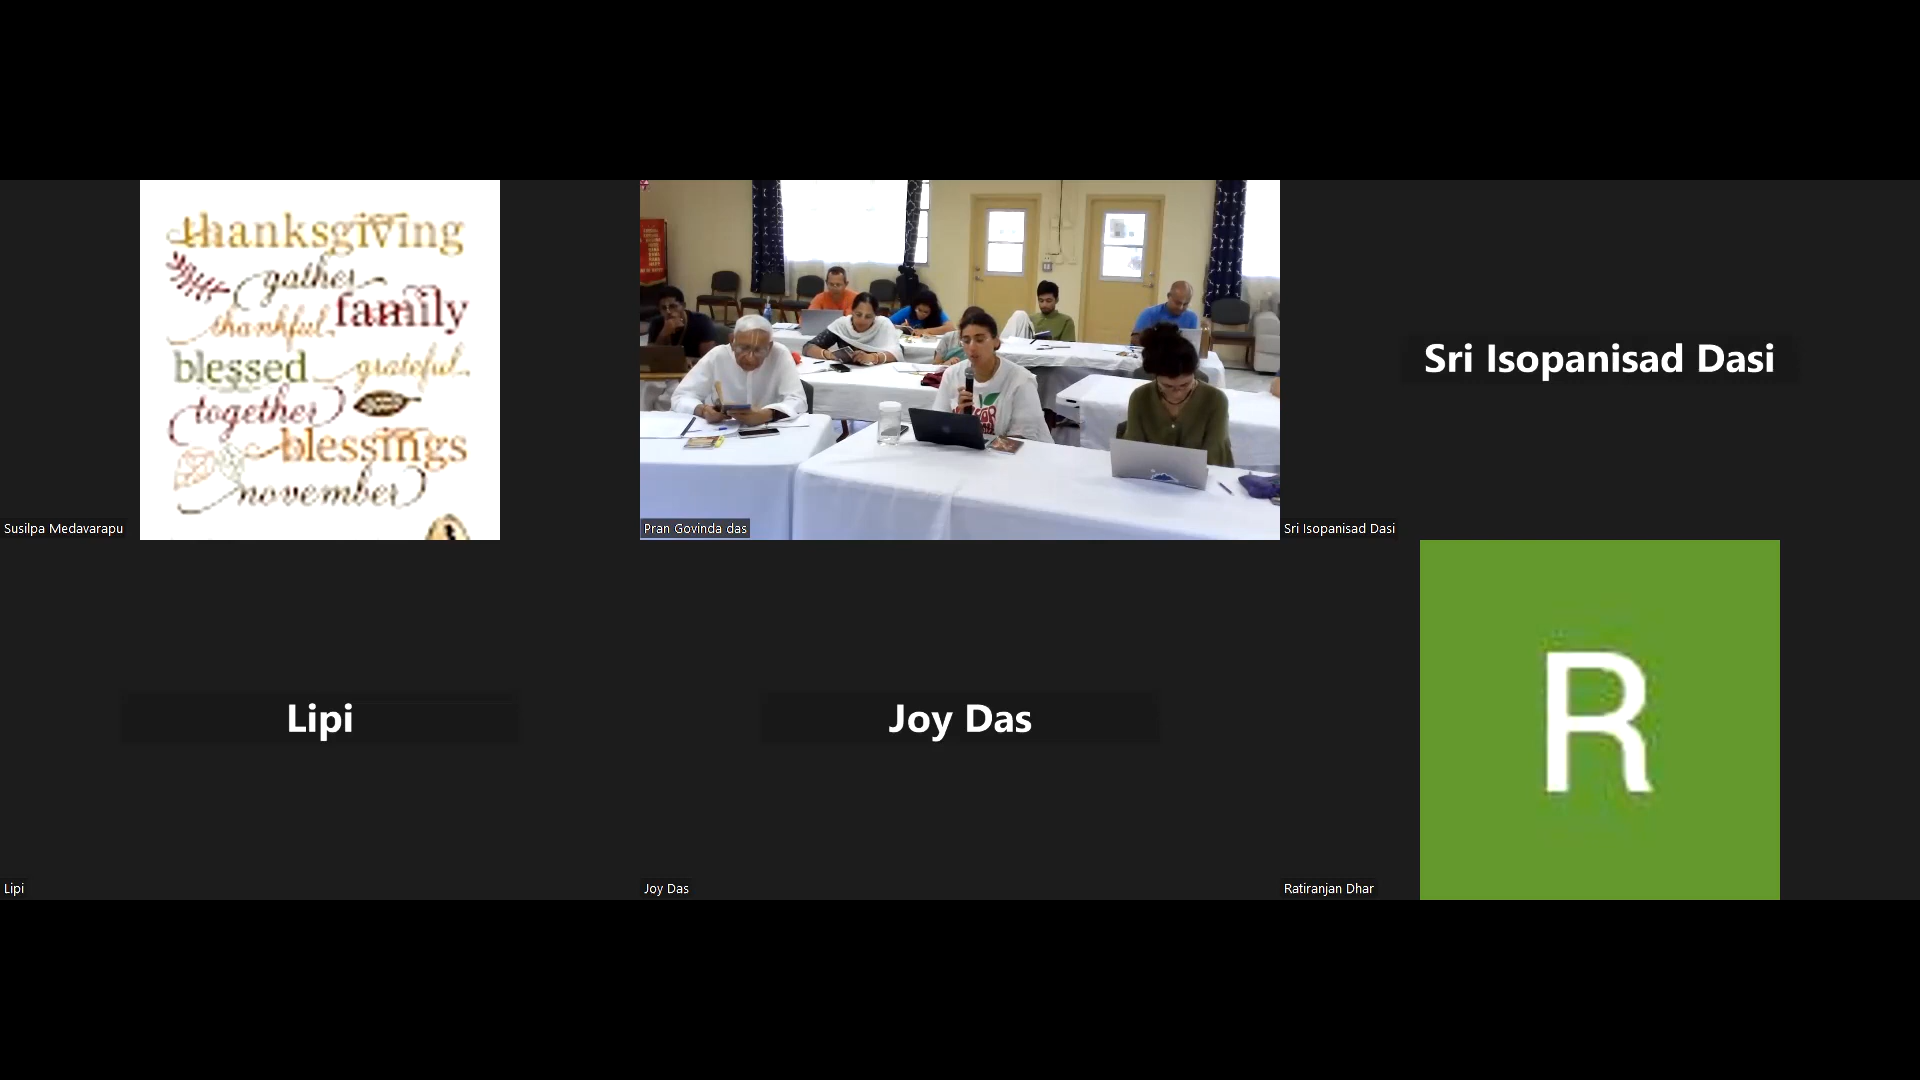 thanksgiving
gather
family
thankful
blessed
grateful
together
blessings
november
Susilpa Medavarapu
Pran Govinda das
Sri Isopanisad Dasi
Sri Isopanisad Dasi
Lipi
Lipi
Joy Das
Joy Das
R
Ratiranjan Dhar